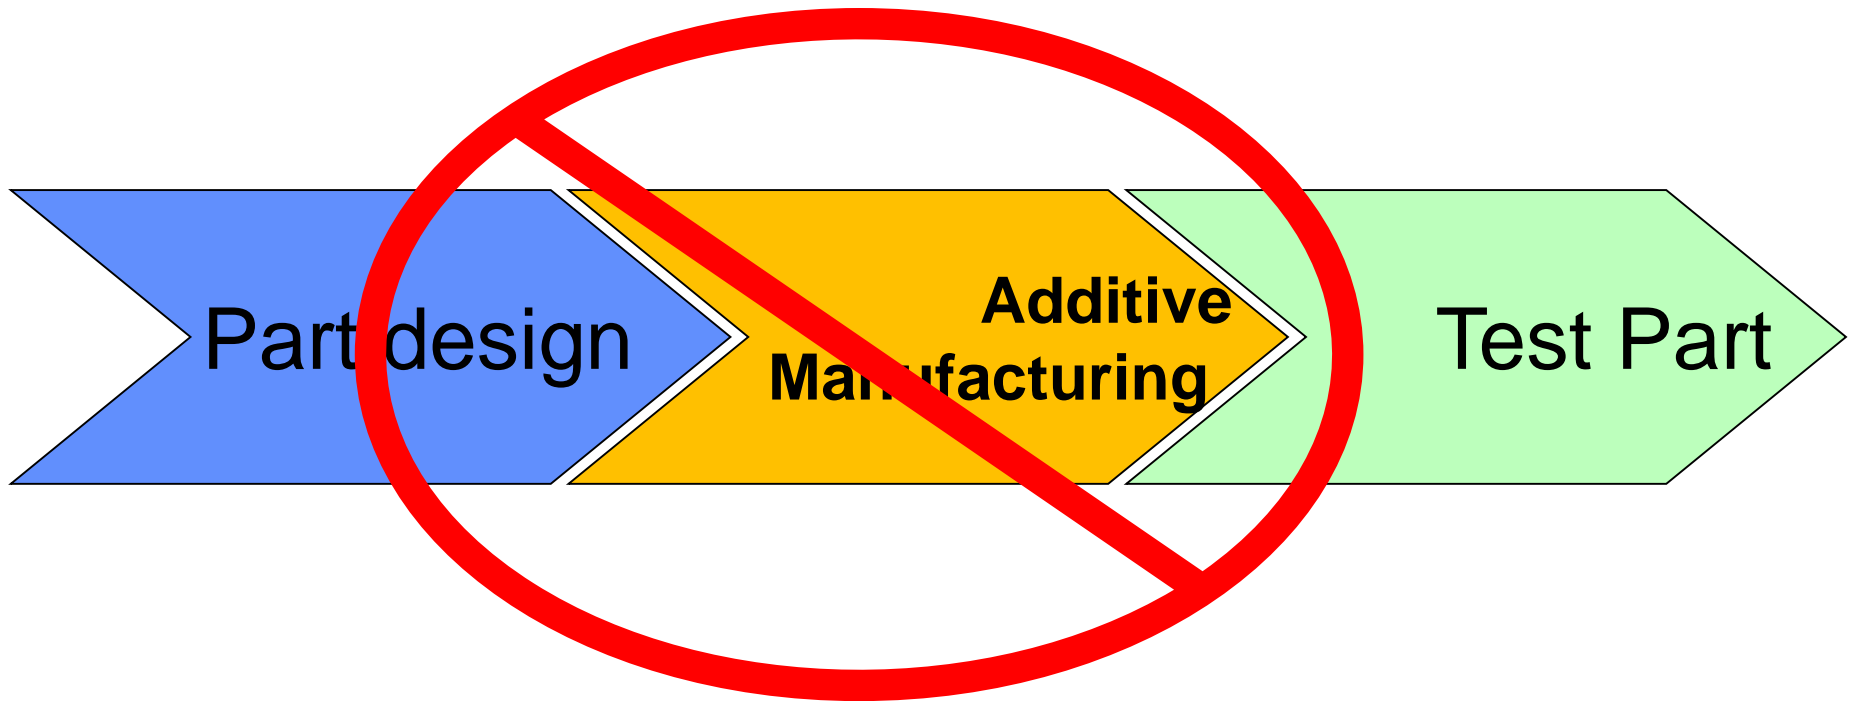 Part design
Additive
Manufacturing
Test Part